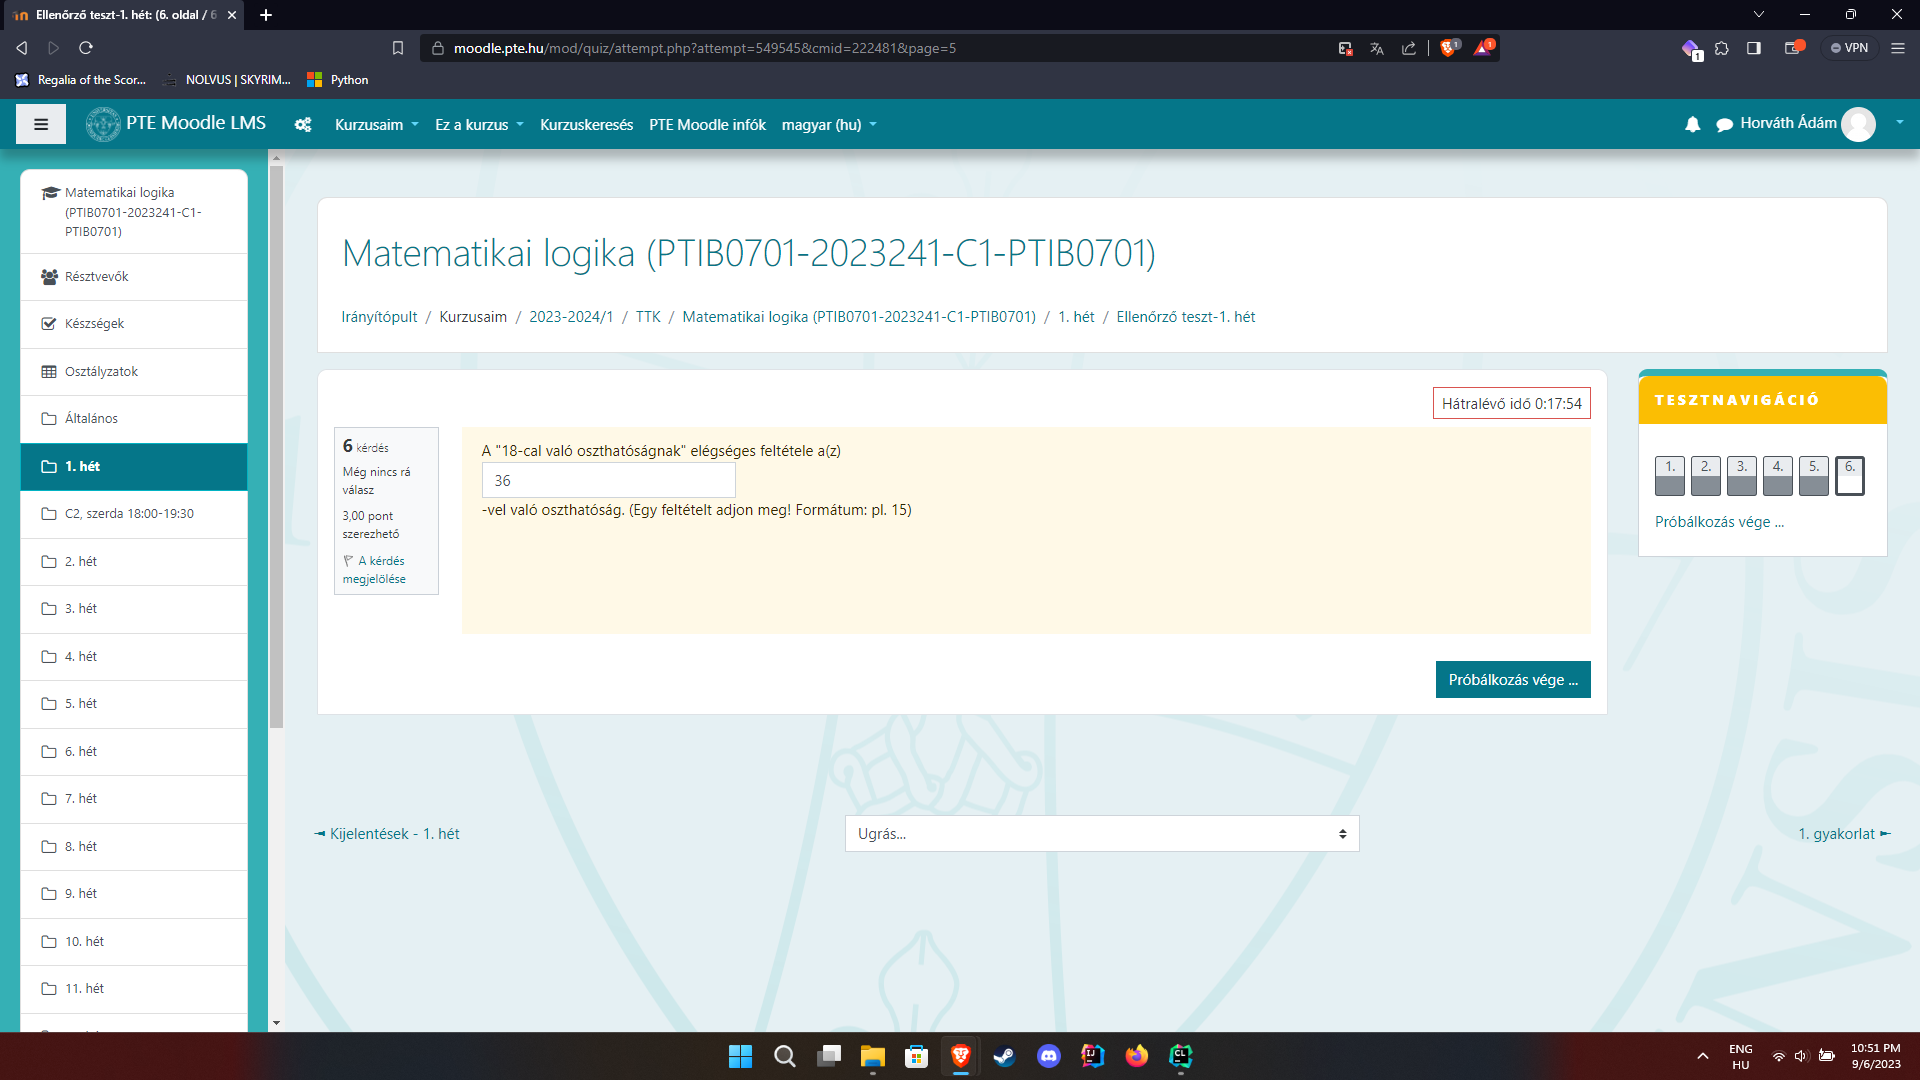 Ellenőrző teszt-1. hét: (6. oldal / 6
moodle.pte.hu/mod/quiz/attempt.php?attempt=549545&cmid=222481&page=5
1
1
1
VPN
Regalia of the Scor...
NOLVUS | SKYRIM...
Python
PTE Moodle LMS
Kurzusaim
Ez a kurzus
Kurzuskeresés
PTE Moodle infók
magyar (hu)
Horváth Ádám
Matematikai logika
(PTIB0701-2023241-C1-
PTIB0701)
Résztvevők
Készségek
Osztályzatok
Általános
1. hét
C2, szerda 18:00-19:30
2. hét
3. hét
4. hét
5. hét
6. hét
7. hét
8. hét
9. hét
10. hét
11. hét
Matematikai logika (PTIB0701-2023241-C1-PTIB0701)
Irányítópult / Kurzusaim / 2023-2024/1 / TTK / Matematikai logika (PTIB0701-2023241-C1-PTIB0701) / 1. hét / Ellenőrző teszt-1. hét
Hátralévő idő 0:17:54
6 kérdés
Még nincs rá
válasz
3,00 pont
szerezhető
A kérdés
megjelölése
A "18-cal való oszthatóságnak" elégséges feltétele a(z)
36
-vel való oszthatóság. (Egy feltételt adjon meg! Formátum: pl. 15)
Próbálkozás vége ...
TESZTNAVIGÁCIÓ
1. 2. 3. 4. 5. 6.
Próbálkozás vége ...
◄ Kijelentések - 1. hét
Ugrás...
1. gyakorlat ►
ENG
HU
10:51 PM
9/6/2023